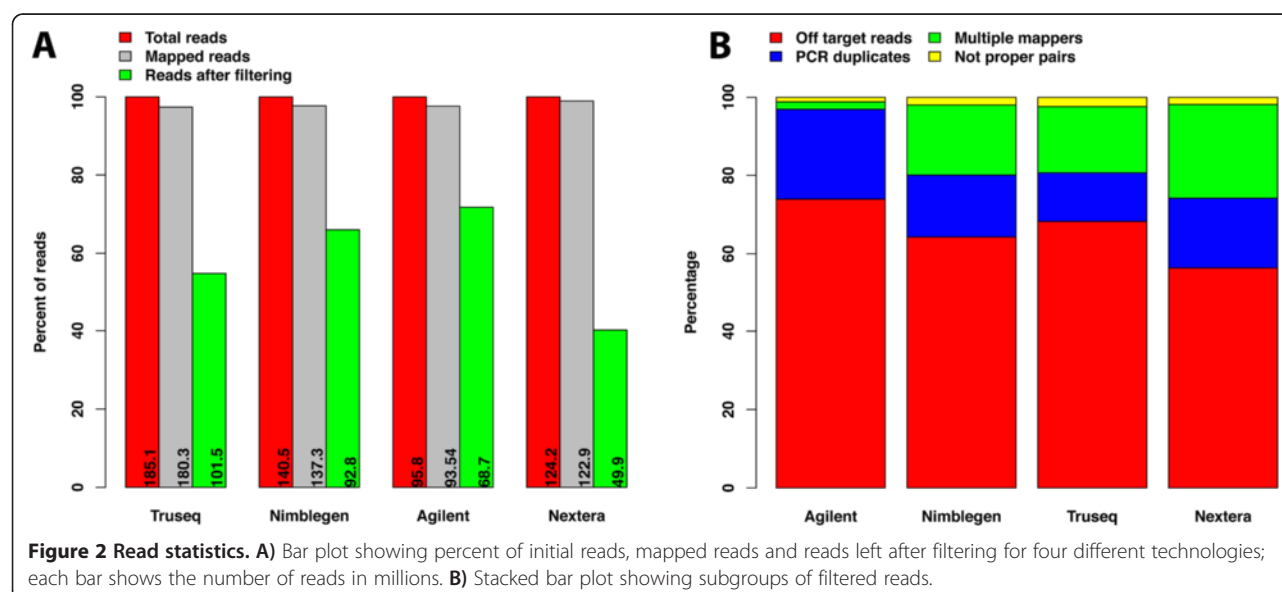 A
Total reads
Mapped reads
Reads after filtering
Percent of reads
0
20
40
60
80
100
185.1
180.3
101.5
140.5
137.3
92.8
95.8
93.54
68.7
124.2
122.9
49.9
Truseq
Nimblegen
Agilent
Nextera
B
Off target reads
PCR duplicates
Multiple mappers
Not proper pairs
Percentage
0
20
40
60
80
100
Agilent
Nimblegen
Truseq
Nextera
Figure 2 Read statistics. A) Bar plot showing percent of initial reads, mapped reads and reads left after filtering for four different technologies;
each bar shows the number of reads in millions. B) Stacked bar plot showing subgroups of filtered reads.